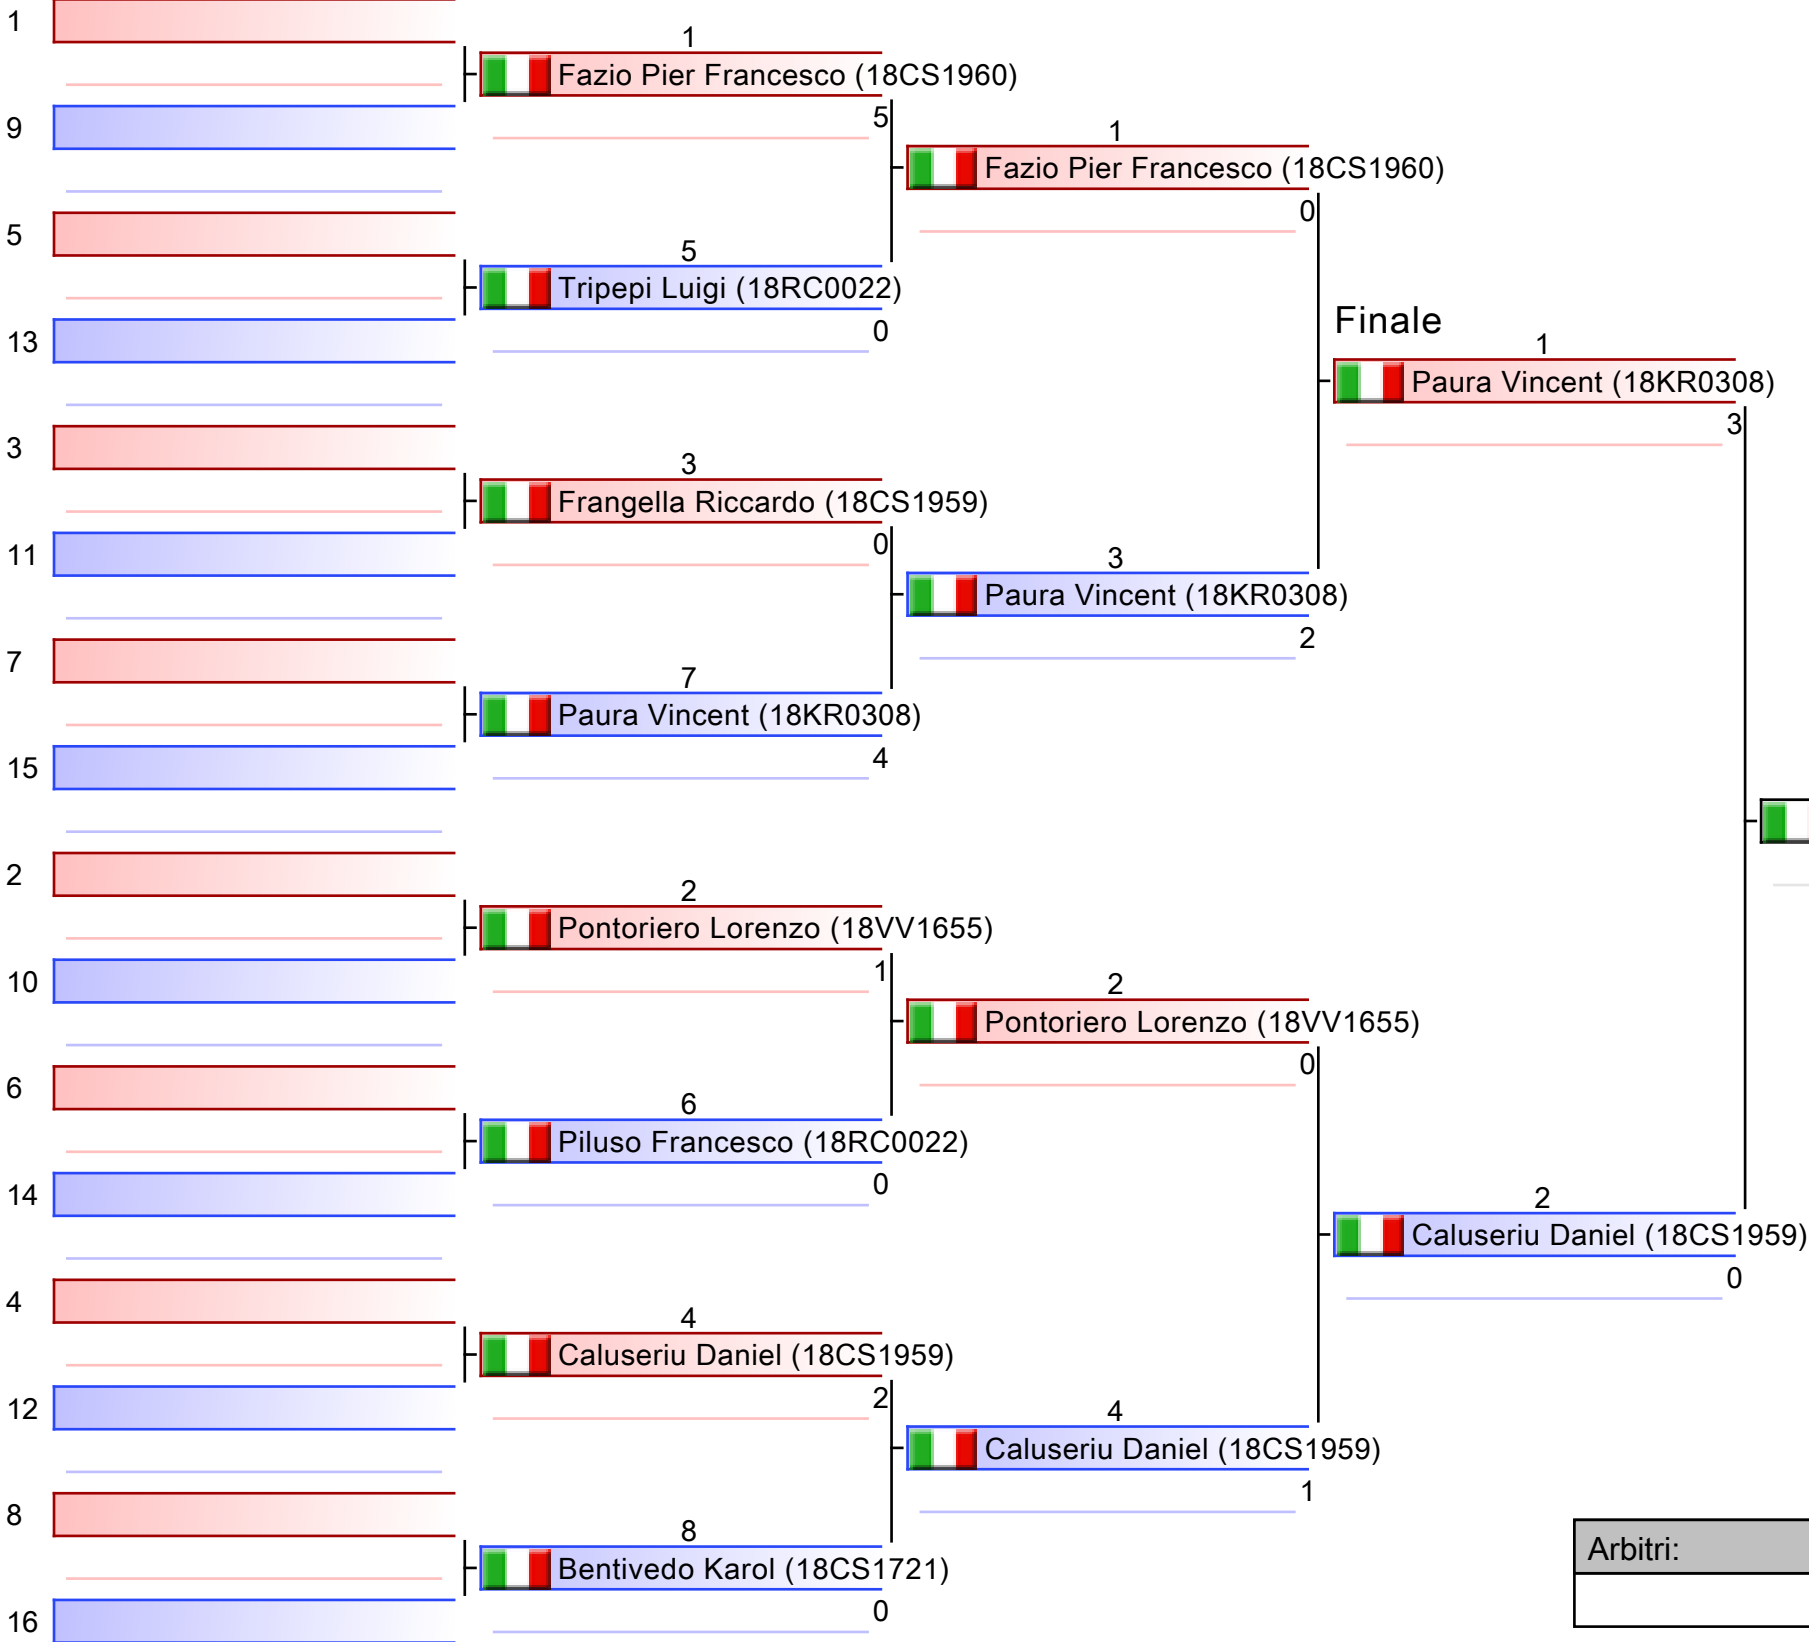 1
9
5
13
3
11
7
15
2
10
6
14
4
12
8
16
1
Fazio Pier Francesco (18CS1960)
5
5
Tripepi Luigi (18RC0022)
0
3
Frangella Riccardo (18CS1959)
0
7
Paura Vincent (18KR0308)
4
2
Pontoriero Lorenzo (18VV1655)
1
6
Piluso Francesco (18RC0022)
0
4
Caluseriu Daniel (18CS1959)
2
8
Bentivedo Karol (18CS1721)
0
1
Fazio Pier Francesco (18CS1960)
0
3
Paura Vincent (18KR0308)
2
2
Pontoriero Lorenzo (18VV1655)
0
4
Caluseriu Daniel (18CS1959)
1
Finale
1
Paura Vincent (18KR0308)
3
2
Caluseriu Daniel (18CS1959)
0
Arbitri: